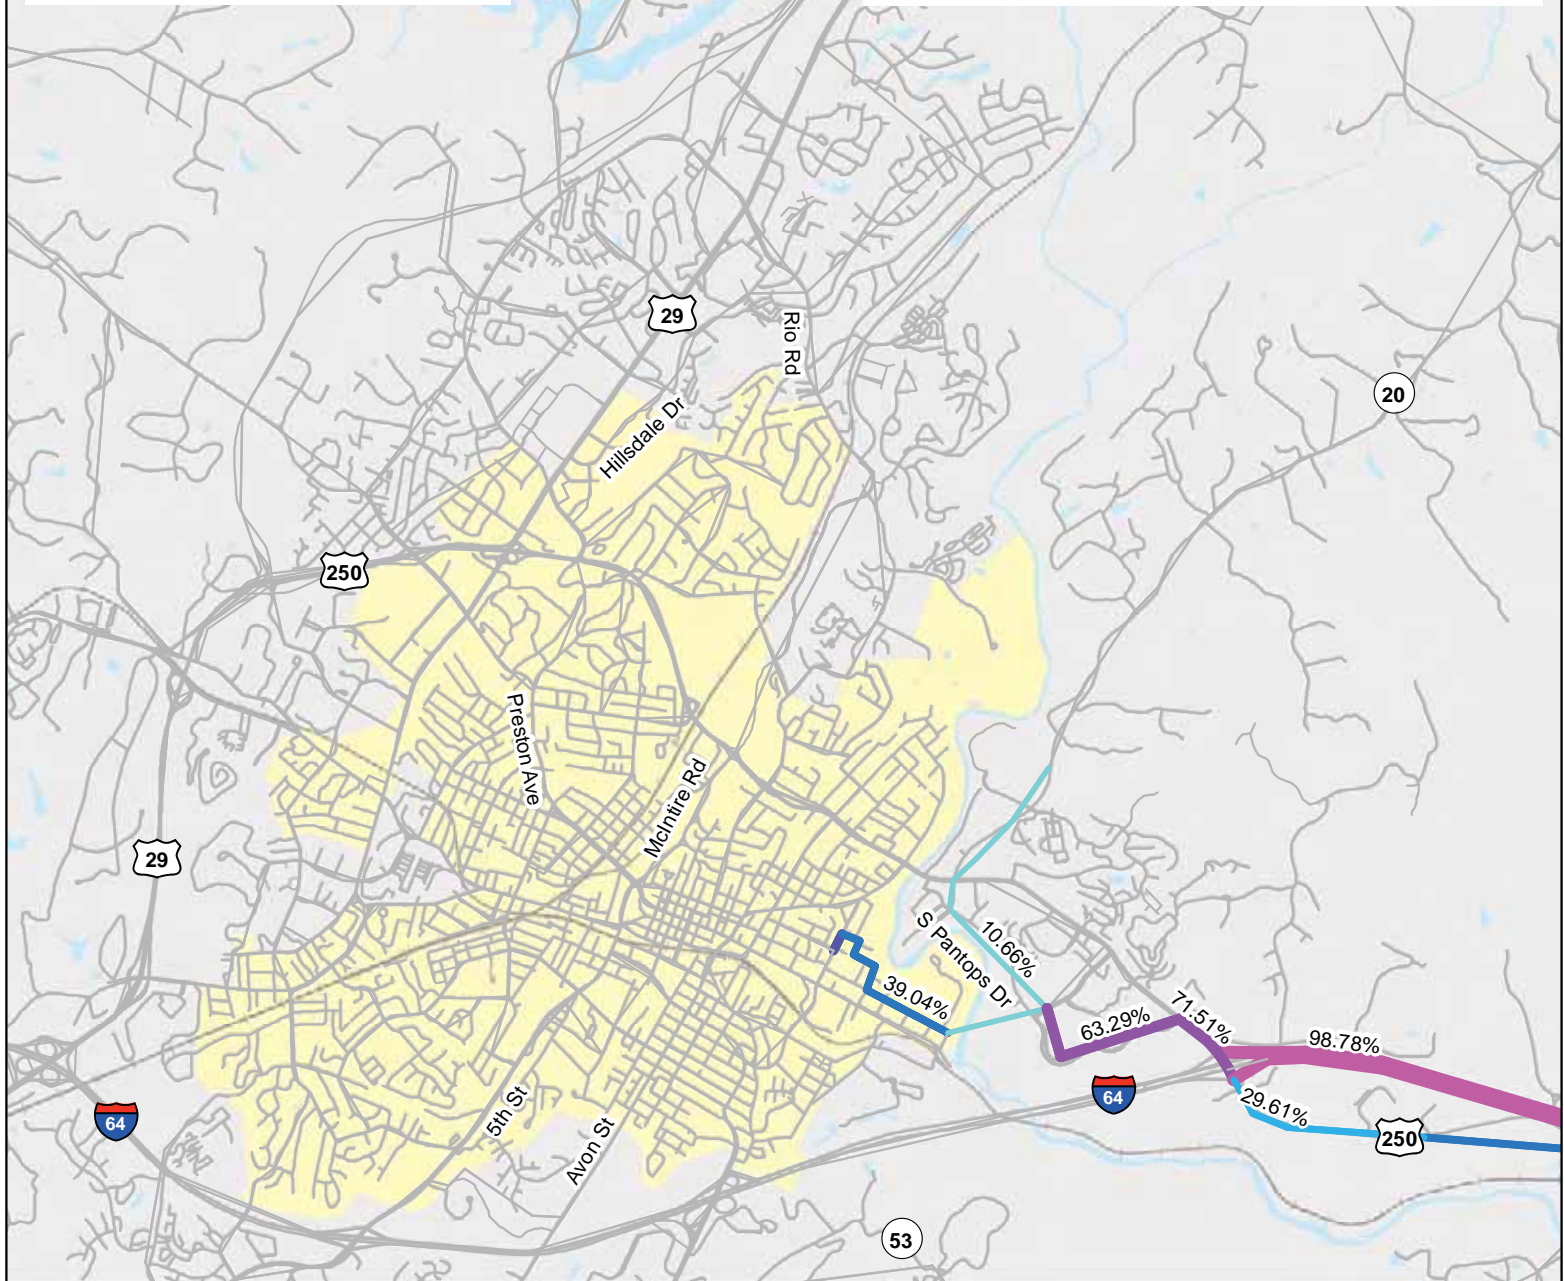 29
Rio Rd
20
Hillsdale Dr
250
Preston Ave
McIntire Rd
29
S Pantops Dr
10.66%
39.04%
63.29%
71.51%
98.78%
29.61%
64
64
5th St
Avon St
250
53